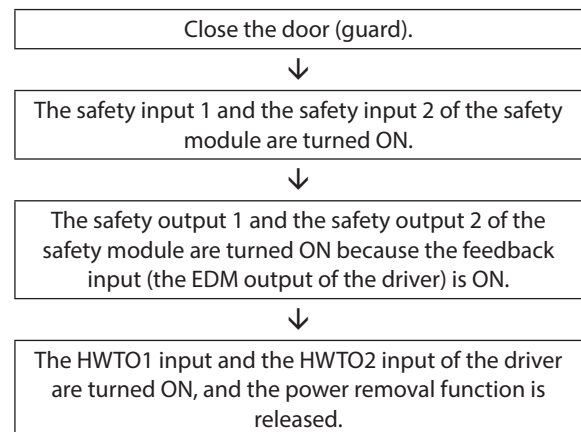 Close the door (guard).
↓
The safety input 1 and the safety input 2 of the safety
module are turned ON.
↓
The safety output 1 and the safety output 2 of the
safety module are turned ON because the feedback
input (the EDM output of the driver) is ON.
↓
The HWTO1 input and the HWTO2 input of the driver
are turned ON, and the power removal function is
released.